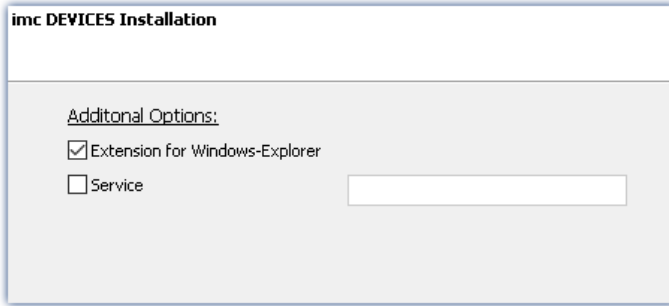 imc DEVICES Installation
Additonal Options:
Extension for Windows-Explorer
Service